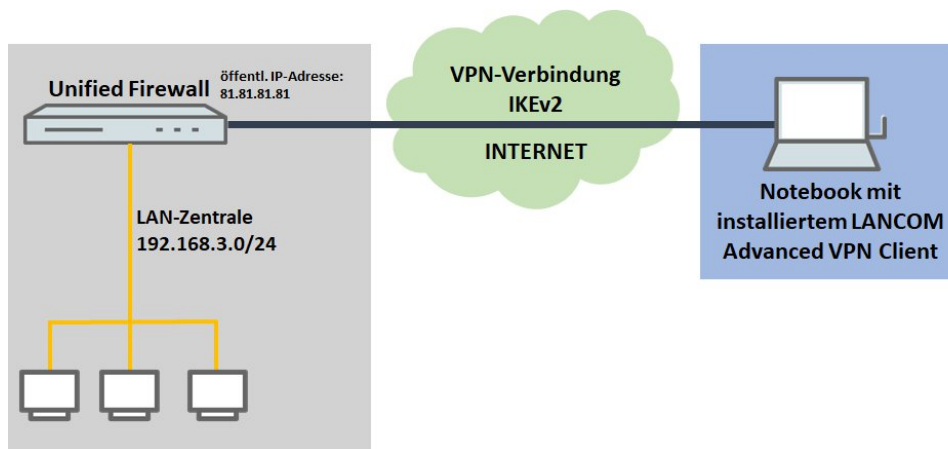 Unified Firewall
öffentl. IP-Adresse:
81.81.81.81
VPN-Verbindung
IKEv2
INTERNET
LAN-Zentrale
192.168.3.0/24
Notebook mit
installiertem LANCOM
Advanced VPN Client